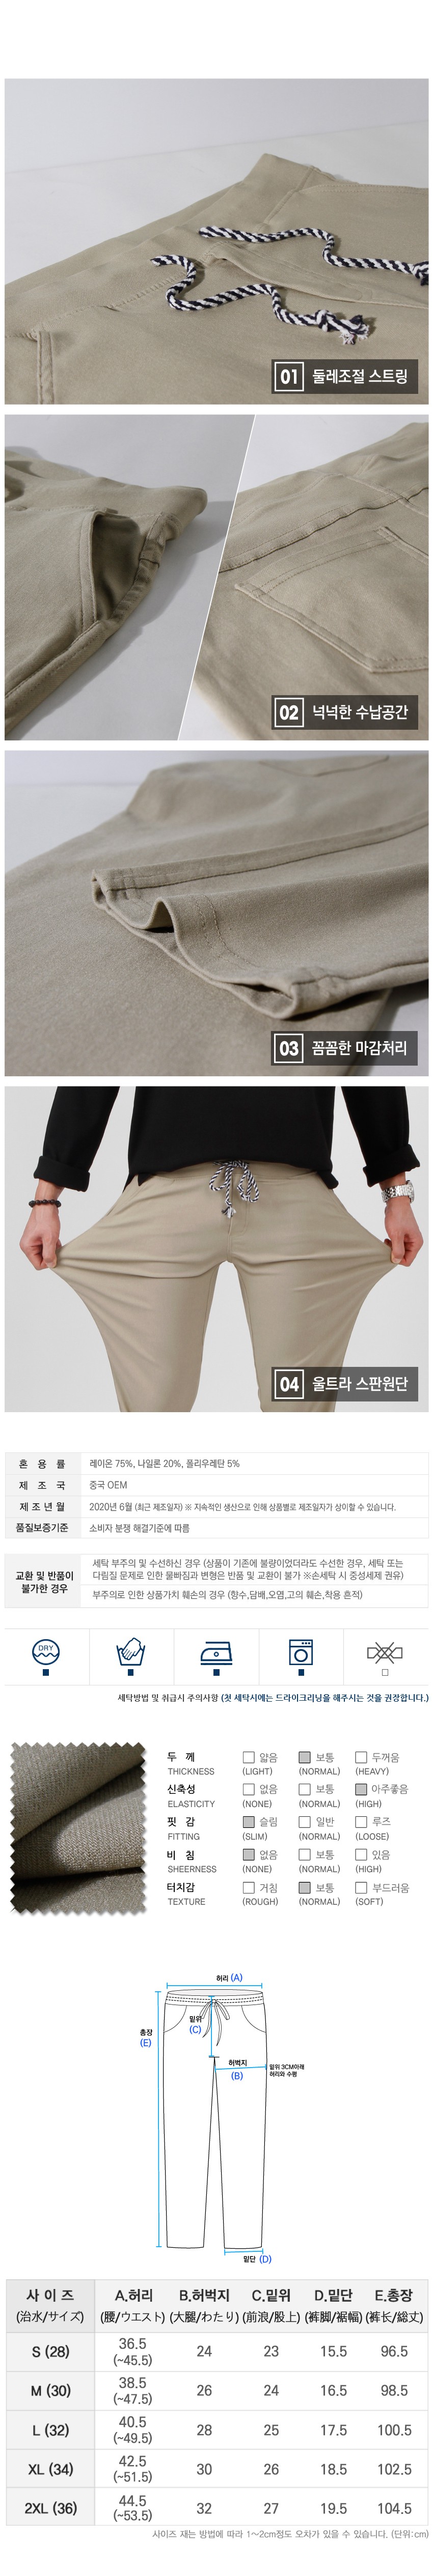 01 둘레조절 스트링
02 넉넉한 수납공간
03 꼼꼼한 마감처리
04 울트라 스판원단
혼 용 률 레이온 75%, 나일론 20%, 폴리우레탄 5%
제 조 국 중국 OEM
제 조 년 월 2020년 6월 (최근 제조일자) ※ 지속적인 생산으로 인해 상품별로 제조일자가 상이할 수 있습니다.
품질보증기준 소비자 분쟁 해결기준에 따름
교환 및 반품이
불가한 경우
세탁 부주의 및 수선하신 경우 (상품이 기존에 불량이었더라도 수선한 경우, 세탁 또는
다림질 문제로 인한 물빠짐과 변형은 반품 및 교환이 불가 ※손세탁 시 중성세제 권유)
부주의로 인한 상품가치 훼손의 경우 (향수,담배,오염,고의 훼손,착용 흔적)
DRY
세탁방법 및 취급시 주의사항 (첫 세탁시에는 드라이크리닝을 해주시는 것을 권장합니다.)
두 께 얇음 보통 두꺼움
THICKNESS (LIGHT) (NORMAL) (HEAVY)
신축성 없음 보통 아주좋음
ELASTICITY (NONE) (NORMAL) (HIGH)
핏 감 슬림 일반 루즈
FITTING (SLIM) (NORMAL) (LOOSE)
비 침 없음 보통 있음
SHEERNESS (NONE) (NORMAL) (HIGH)
터치감 거침 보통 부드러움
TEXTURE (ROUGH) (NORMAL) (SOFT)
허리 (A)
밑위
(C)
총장
(E)
허벅지
(B)
밑위 3CM아래
허리와 수평
밑단 (D)
사 이 즈 A.허리 B.허벅지 C.밑위 D.밑단 E.총장
(治水/サイズ) (腰/ウエスト) (大腿/わたり) (前浪/股上) (裤脚/裾幅) (裤长/総丈)
S (28) 36.5 (~45.5) 24 23 15.5 96.5
M (30) 38.5 (~47.5) 26 24 16.5 98.5
L (32) 40.5 (~49.5) 28 25 17.5 100.5
XL (34) 42.5 (~51.5) 30 26 18.5 102.5
2XL (36) 44.5 (~53.5) 32 27 19.5 104.5
사이즈 재는 방법에 따라 1~2cm정도 오차가 있을 수 있습니다. (단위:cm)